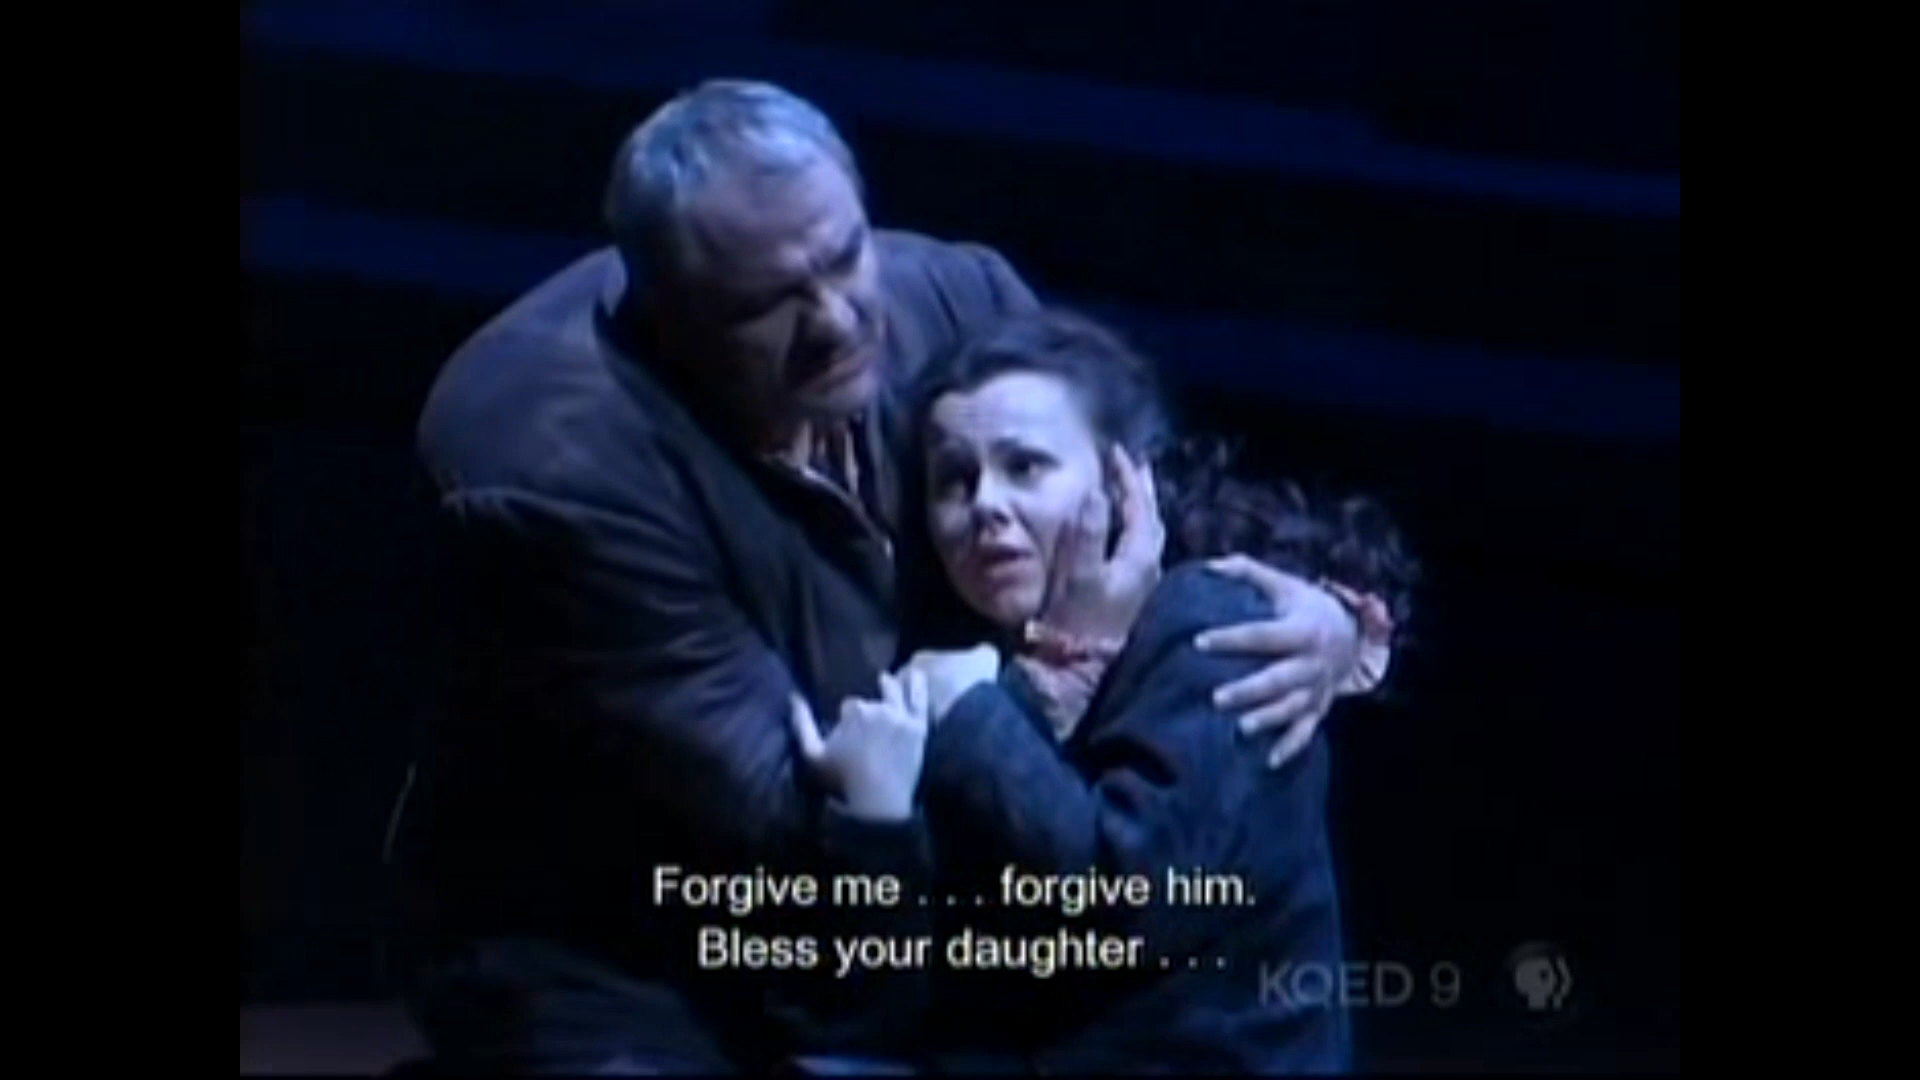 Forgive me . . . forgive him.
Bless your daughter . . .
KQED 9